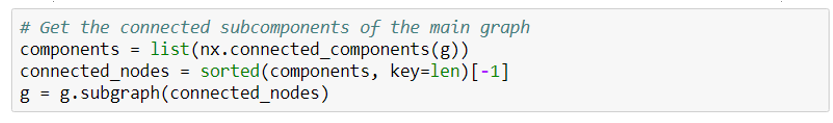 # Get the connected subcomponents of the main graph
components = list(nx.connected_components(g))
connected_nodes = sorted(components, key=len)[-1]
g = g.subgraph(connected_nodes)